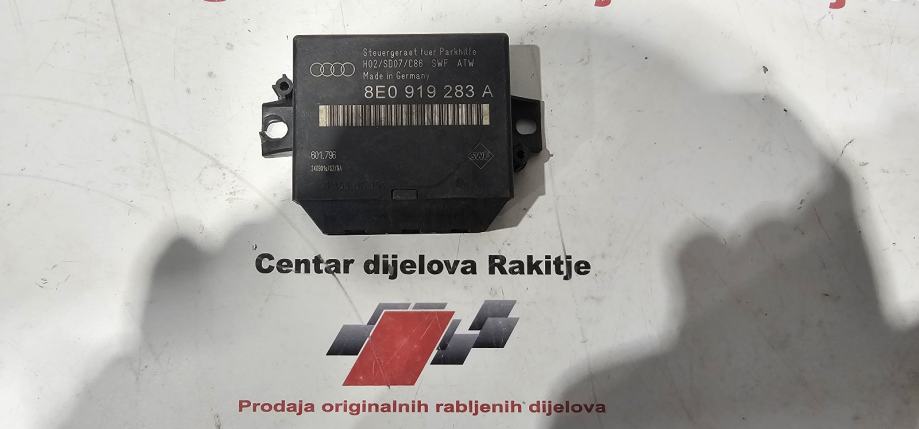 Steuergeraet fuer Parkhilfe
H02/SD07/C86 SWF ATW
Made in Germany
8E0 919 283 A
601.796
SWF
Centar dijelova Rakitje
Prodaja originalnih rabljenih dijelova